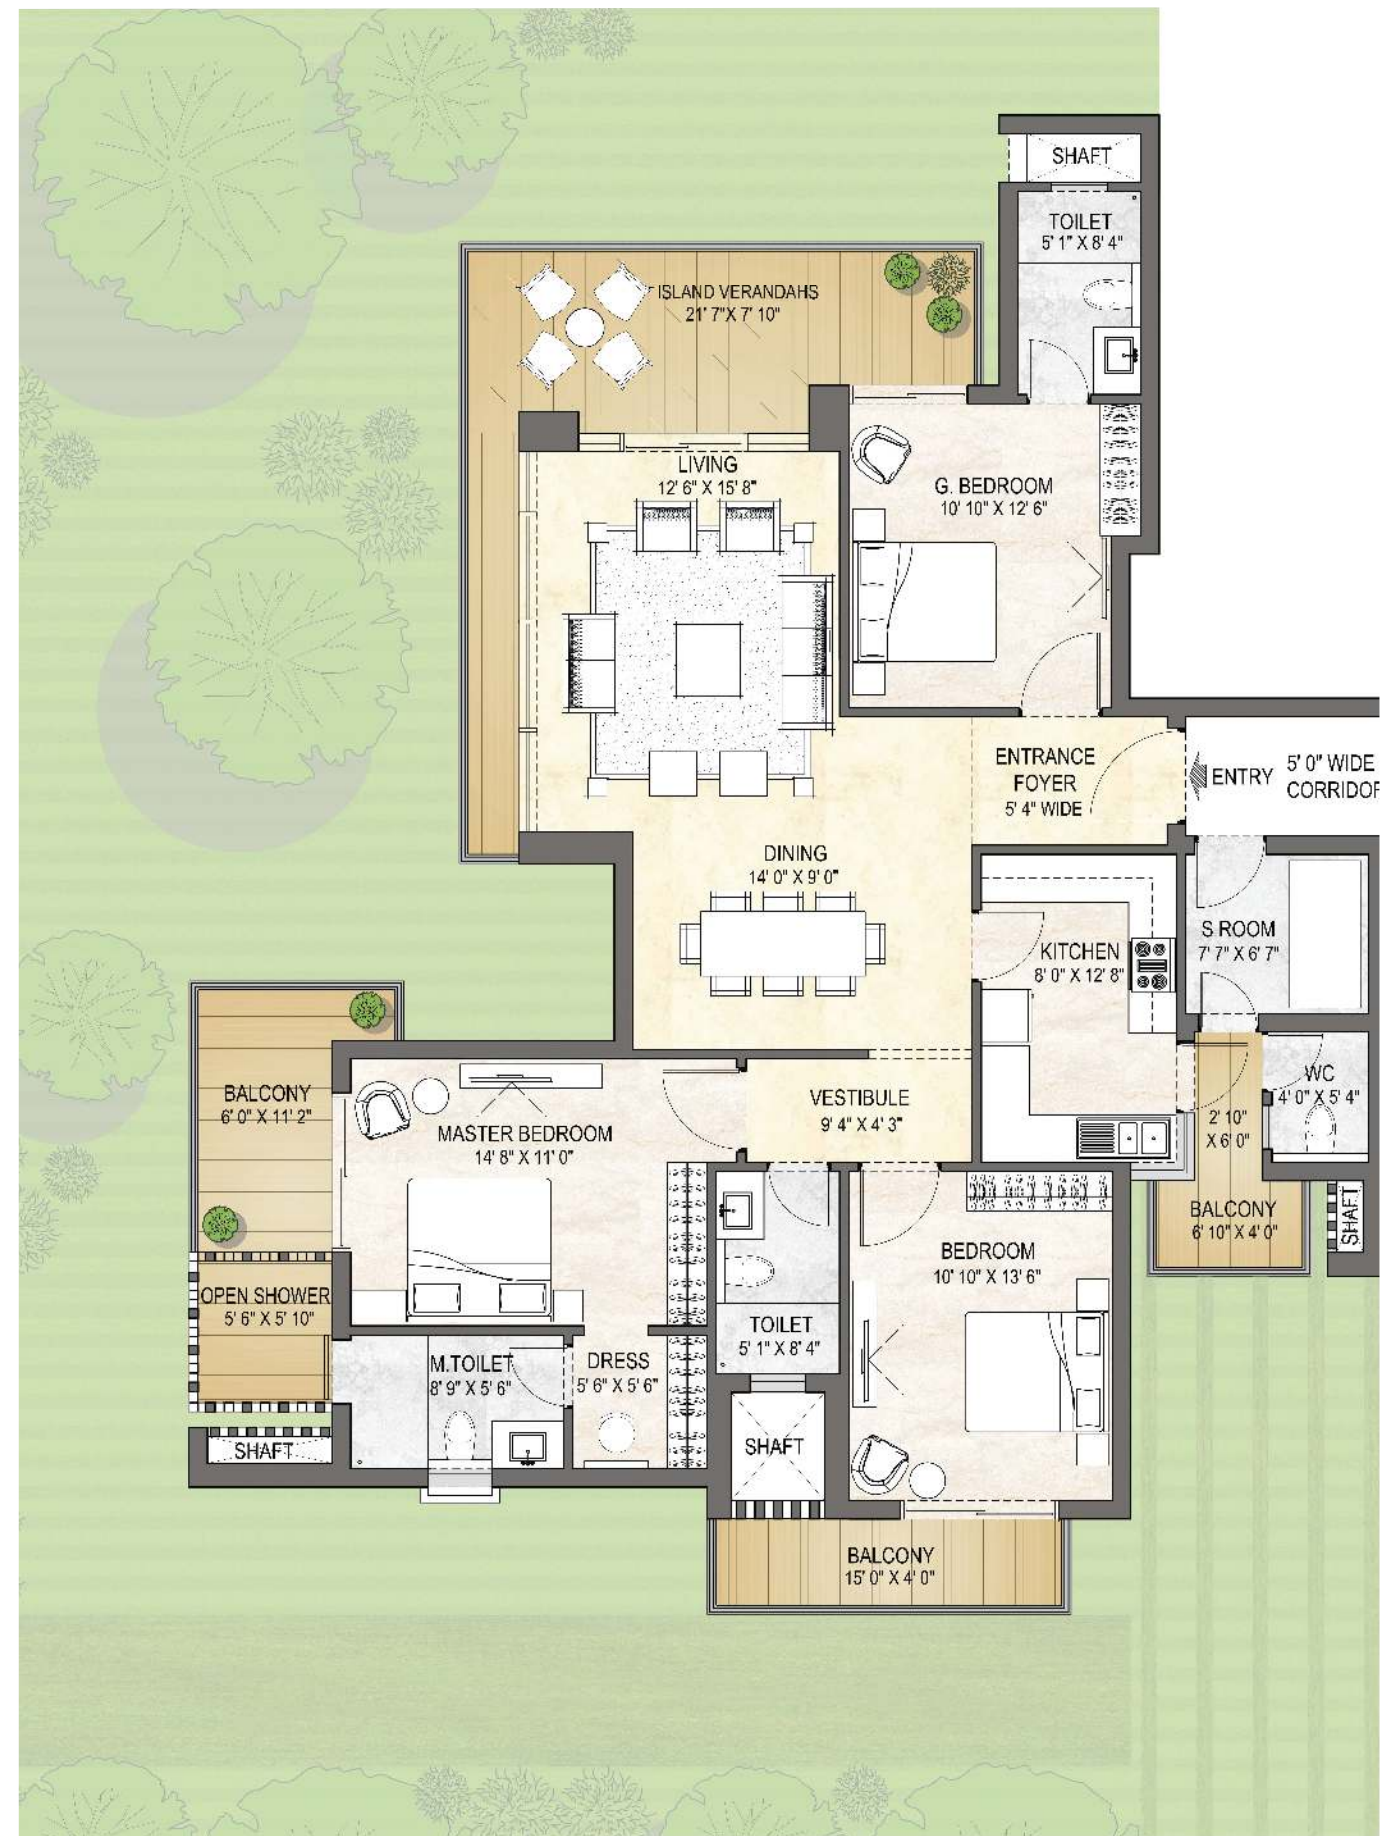 SHAFT
TOILET
5' 1" X 8' 4"
ISLAND VERANDAHS
21' 7"X 7' 10"
LIVING
12' 6" X 15' 8"
G. BEDROOM
10' 10" X 12' 6"
ENTRANCE
FOYER
5' 4" WIDE
ENTRY
5' 0" WIDE
CORRIDOR
DINING
14' 0" X 9' 0"
KITCHEN
8' 0" X 12' 8"
S ROOM
7' 7" X 6' 7"
WC
4' 0" X 5' 4"
2' 10"
X 6' 0"
BALCONY
6' 10" X 4' 0"
SHAFT
BALCONY
6' 0" X 11' 2"
MASTER BEDROOM
14' 8" X 11' 0"
VESTIBULE
9' 4" X 4' 3"
BEDROOM
10' 10" X 13' 6"
OPEN SHOWER
5' 6" X 5' 10"
M.TOILET
8' 9" X 5' 6"
DRESS
5' 6" X 5' 6"
TOILET
5' 1" X 8' 4"
SHAFT
SHAFT
BALCONY
15' 0" X 4' 0"